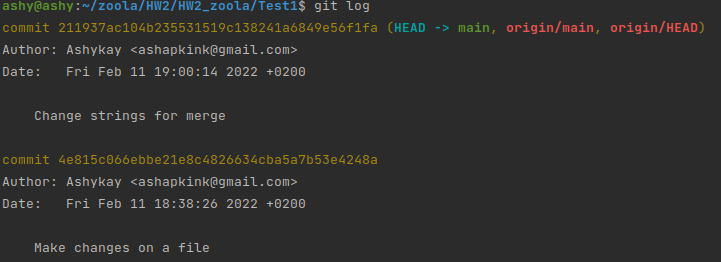 ashy@ashy:~/zoola/HW2/HW2_zoola/Test1$ git log
commit 211937ac104b235531519c138241a6849e56f1fa (HEAD -> main, origin/main, origin/HEAD)
Author: Ashykay <ashapkink@gmail.com>
Date:   Fri Feb 11 19:00:14 2022 +0200
    Change strings for merge
commit 4e815c066ebbe21e8c4826634cba5a7b53e4248a
Author: Ashykay <ashapkink@gmail.com>
Date:   Fri Feb 11 18:38:26 2022 +0200
    Make changes on a file